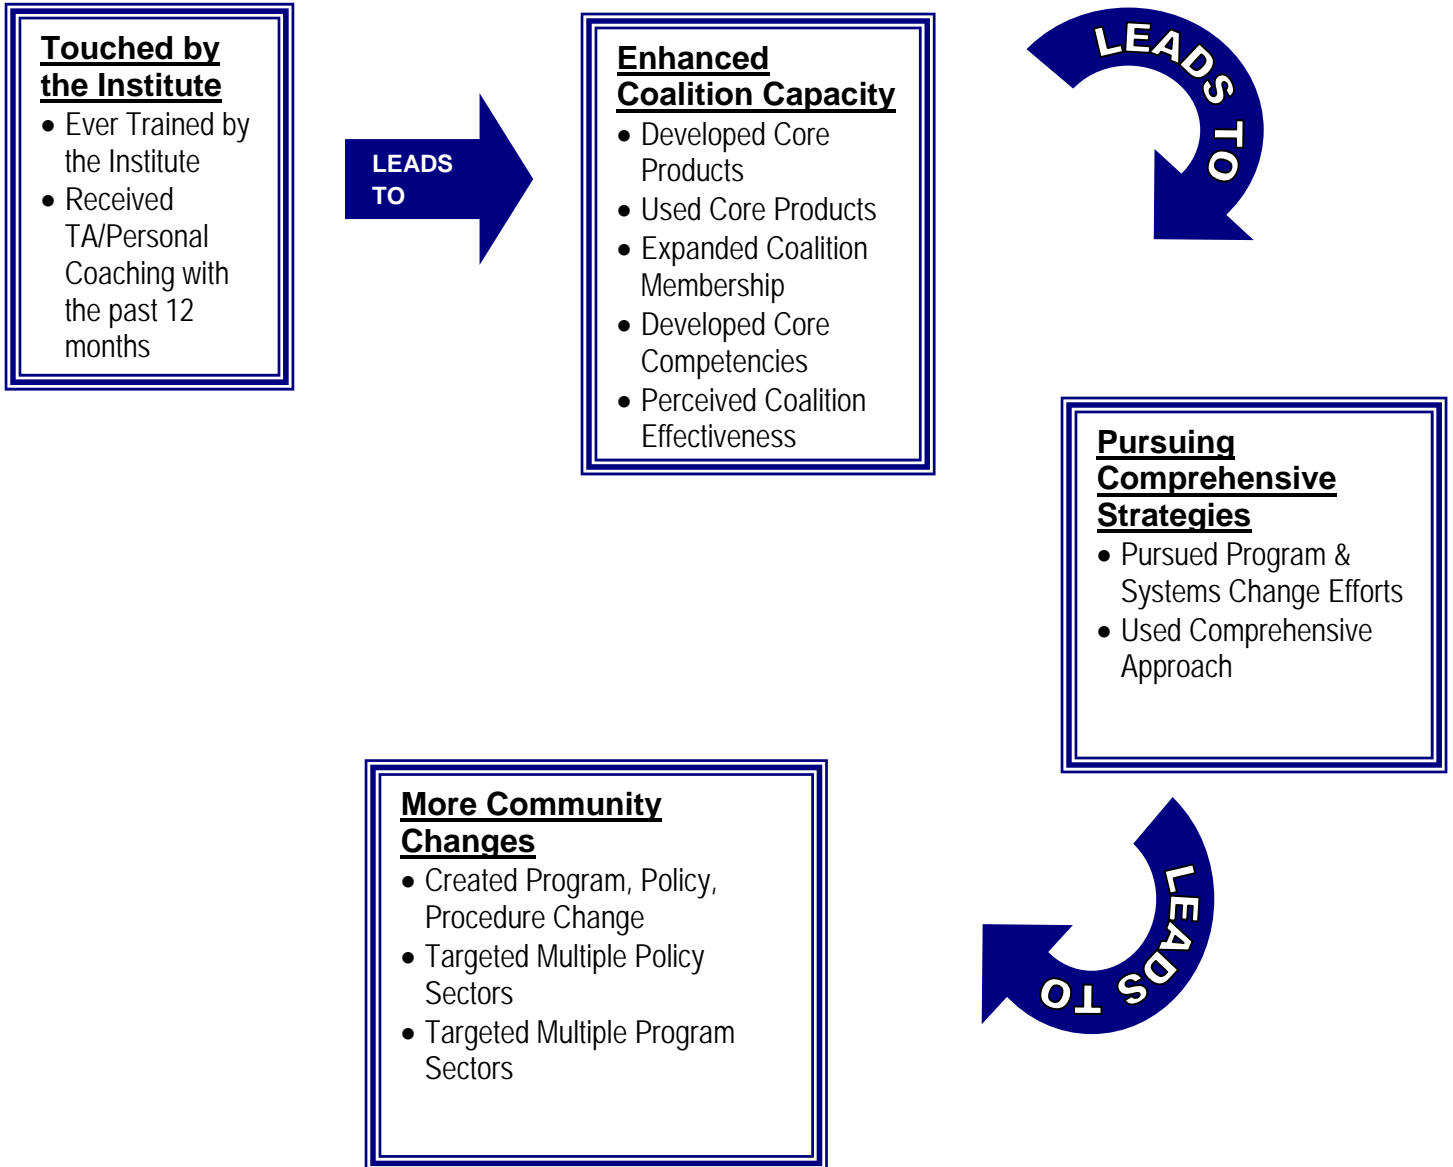 Touched by
the Institute
• Ever Trained by
the Institute
• Received
TA/Personal
Coaching with
the past 12
months
LEADS
TO
Enhanced
Coalition Capacity
• Developed Core
Products
• Used Core Products
• Expanded Coalition
Membership
• Developed Core
Competencies
• Perceived Coalition
Effectiveness
LEADS TO
Pursuing
Comprehensive
Strategies
• Pursued Program &
Systems Change Efforts
• Used Comprehensive
Approach
LEADS TO
More Community
Changes
• Created Program, Policy,
Procedure Change
• Targeted Multiple Policy
Sectors
• Targeted Multiple Program
Sectors